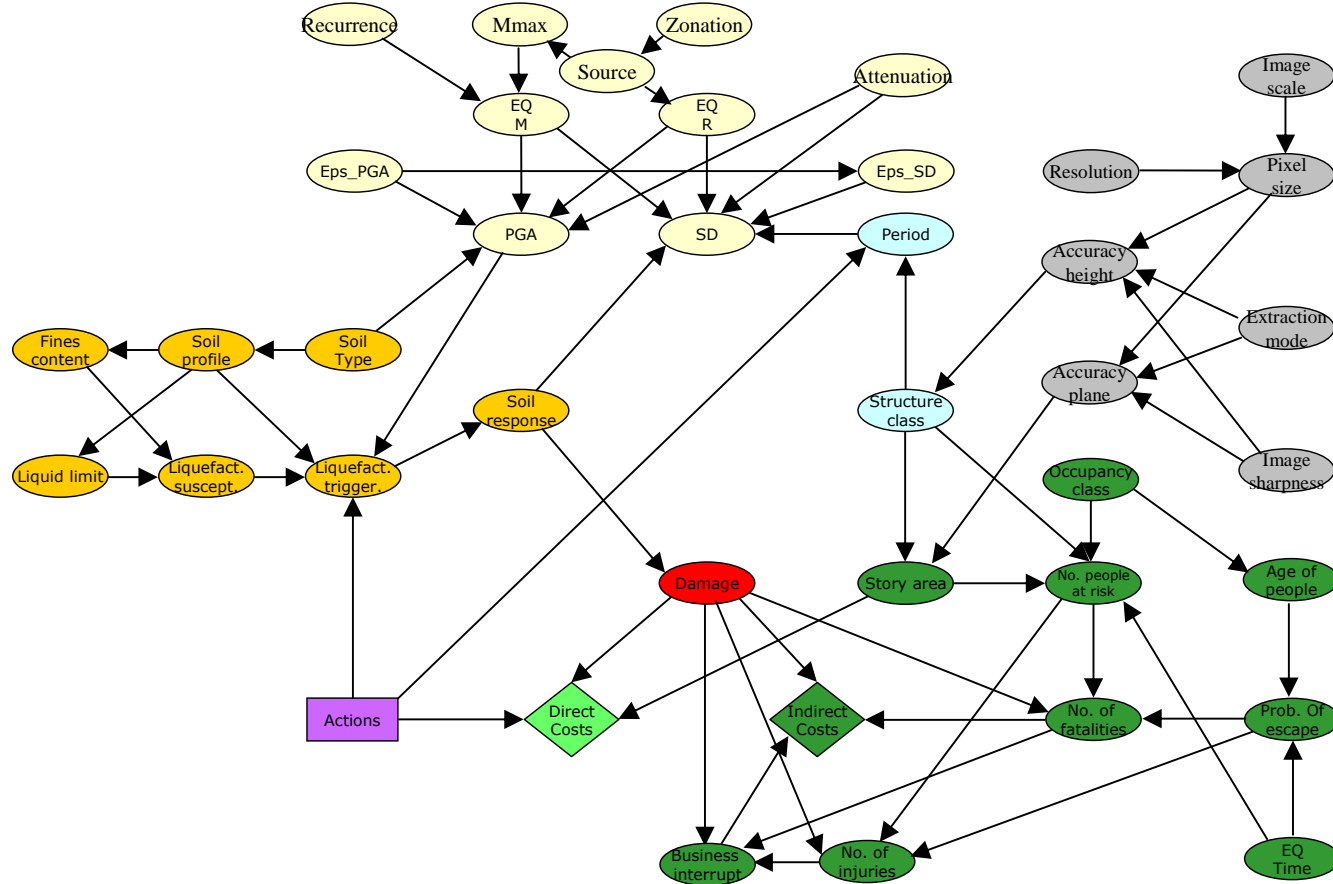 Recurrence
Mmax
Zonation
Source
Attenuation
Image
scale
EQ
M
EQ
R
Eps_PGA
Eps_SD
Resolution
Pixel
size
PGA
SD
Period
Accuracy
height
Extraction
mode
Fines
content
Soil
profile
Soil
Type
Accuracy
plane
Soil
response
Structure
class
Liquid limit
Liquefact.
suscept.
Liquefact.
trigger.
Occupancy
class
Image
sharpness
Damage
Story area
No. people
at risk
Age of
people
Actions
Direct
Costs
Indirect
Costs
No. of
fatalities
Prob. Of
escape
Business
interrupt
No. of
injuries
EQ
Time